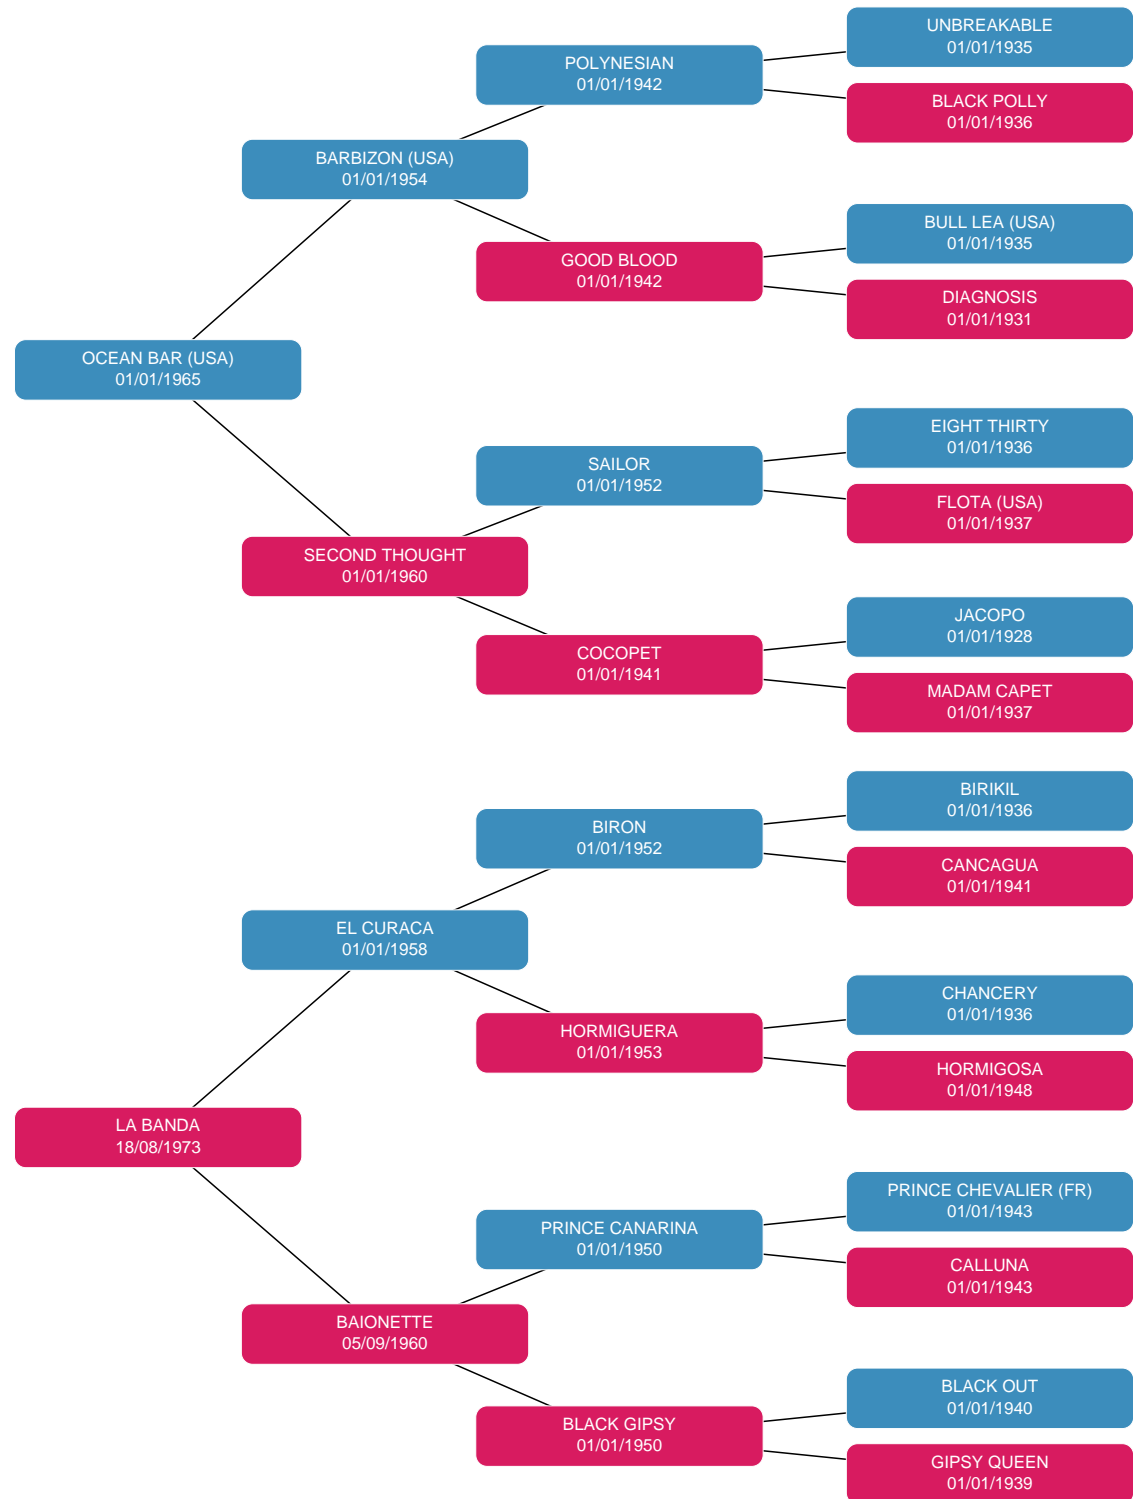 UNBREAKABLE
01/01/1935
POLYNESIAN
01/01/1942
BLACK POLLY
01/01/1936
BARBIZON (USA)
01/01/1954
BULL LEA (USA)
01/01/1935
GOOD BLOOD
01/01/1942
DIAGNOSIS
01/01/1931
OCEAN BAR (USA)
01/01/1965
EIGHT THIRTY
01/01/1936
SAILOR
01/01/1952
FLOTA (USA)
01/01/1937
SECOND THOUGHT
01/01/1960
JACOPO
01/01/1928
COCOPET
01/01/1941
MADAM CAPET
01/01/1937
BIRIKIL
01/01/1936
BIRON
01/01/1952
CANCAGUA
01/01/1941
EL CURACA
01/01/1958
CHANCERY
01/01/1936
HORMIGUERA
01/01/1953
HORMIGOSA
01/01/1948
LA BANDA
18/08/1973
PRINCE CHEVALIER (FR)
01/01/1943
PRINCE CANARINA
01/01/1950
CALLUNA
01/01/1943
BAIONETTE
05/09/1960
BLACK OUT
01/01/1940
BLACK GIPSY
01/01/1950
GIPSY QUEEN
01/01/1939